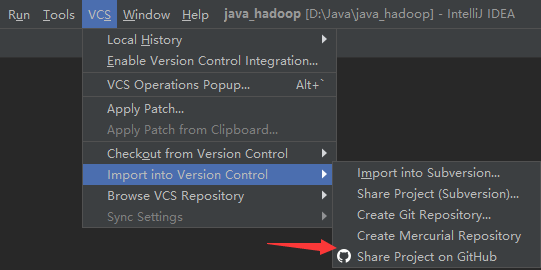 Run Tools VCS Window Help java_hadoop [D:\Java\java_hadoop] - IntelliJ IDEA
Local History
Enable Version Control Integration...
VCS Operations Popup... Alt+`
Apply Patch...
Apply Patch from Clipboard...
Checkout from Version Control
Import into Version Control
Browse VCS Repository
Sync Settings
Import into Subversion...
Share Project (Subversion)...
Create Git Repository...
Create Mercurial Repository
Share Project on GitHub